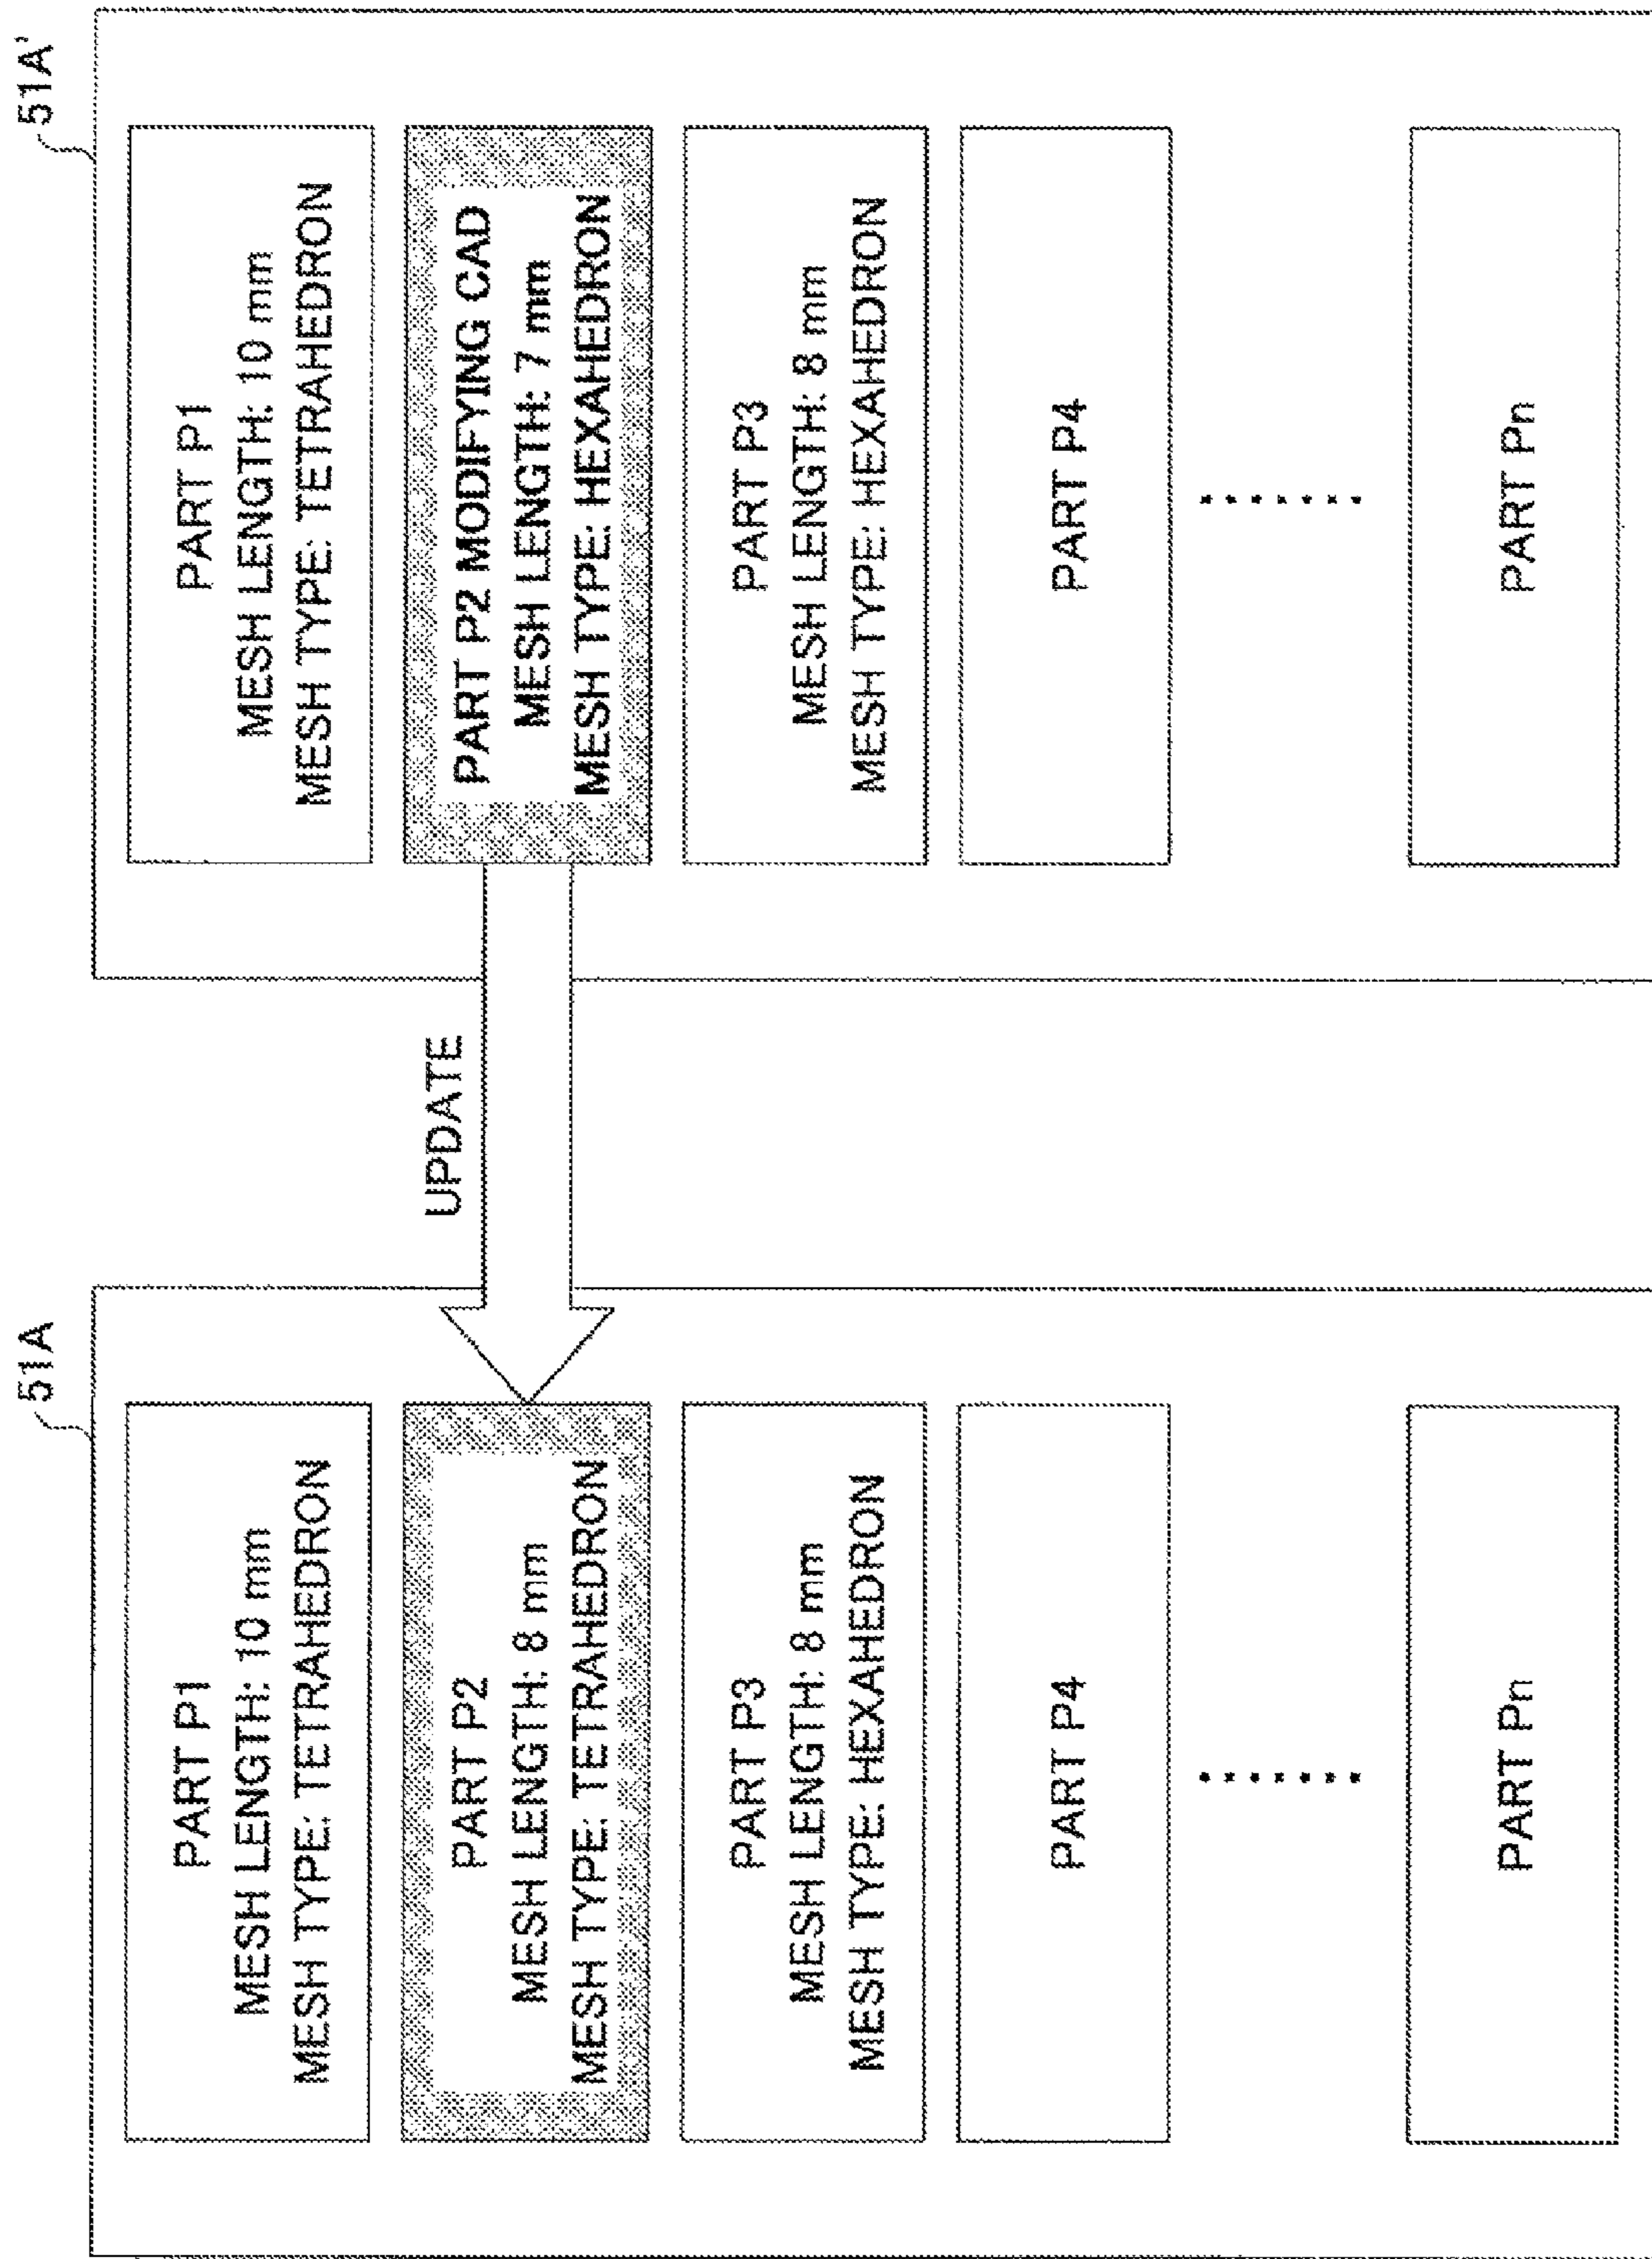 51A
PART P1
MESH LENGTH: 10 mm
MESH TYPE: TETRAHEDRON
PART P2
MESH LENGTH: 8 mm
MESH TYPE: TETRAHEDRON
PART P3
MESH LENGTH: 8 mm
MESH TYPE: HEXAHEDRON
PART P4
PART Pn
UPDATE
51A'
PART P1
MESH LENGTH: 10 mm
MESH TYPE: TETRAHEDRON
PART P2 MODIFYING CAD
MESH LENGTH: 7 mm
MESH TYPE: HEXAHEDRON
PART P3
MESH LENGTH: 8 mm
MESH TYPE: HEXAHEDRON
PART P4
PART Pn